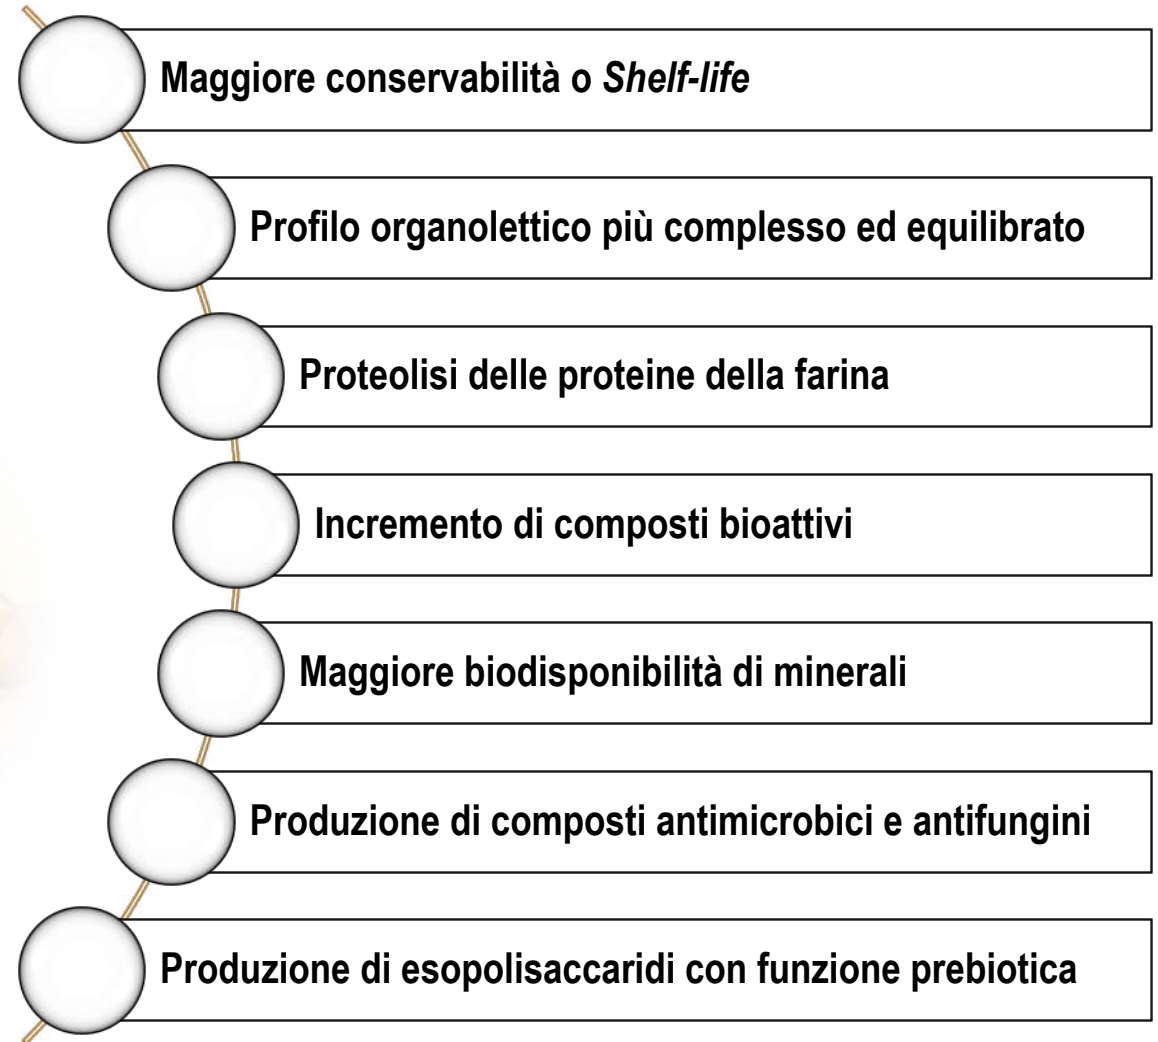 Maggiore conservabilità o Shelf-life
Profilo organolettico più complesso ed equilibrato
Proteolisi delle proteine della farina
Incremento di composti bioattivi
Maggiore biodisponibilità di minerali
Produzione di composti antimicrobici e antifungini
Produzione di esopolisaccaridi con funzione prebiotica